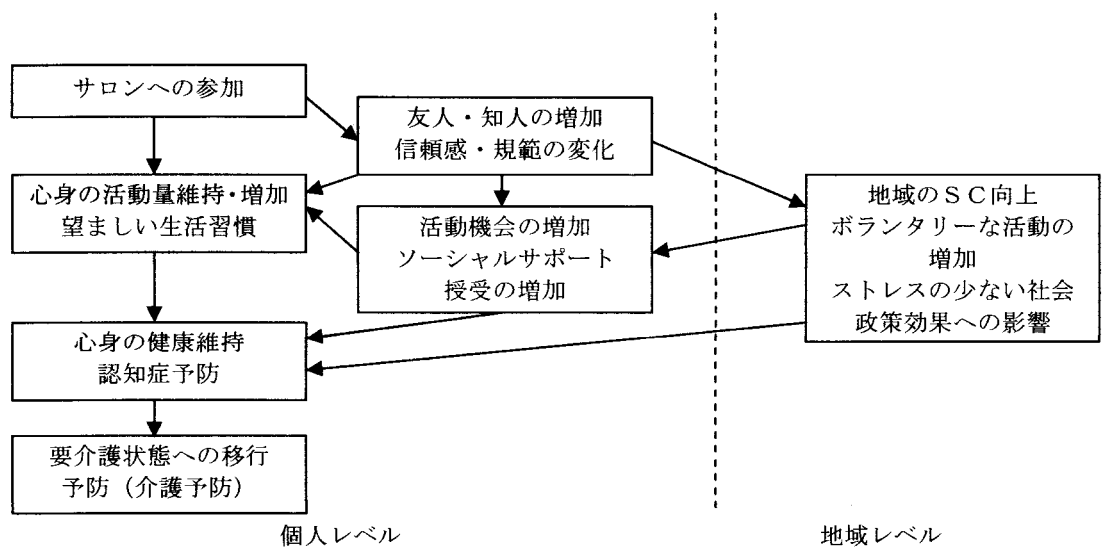 サロンへの参加
友人・知人の増加
信頼感・規範の変化
心身の活動量維持・増加
望ましい生活習慣
活動機会の増加
ソーシャルサポート
授受の増加
地域のＳＣ向上
ボランタリーな活動の
増加
ストレスの少ない社会
政策効果への影響
心身の健康維持
認知症予防
要介護状態への移行
予防（介護予防）
個人レベル
地域レベル